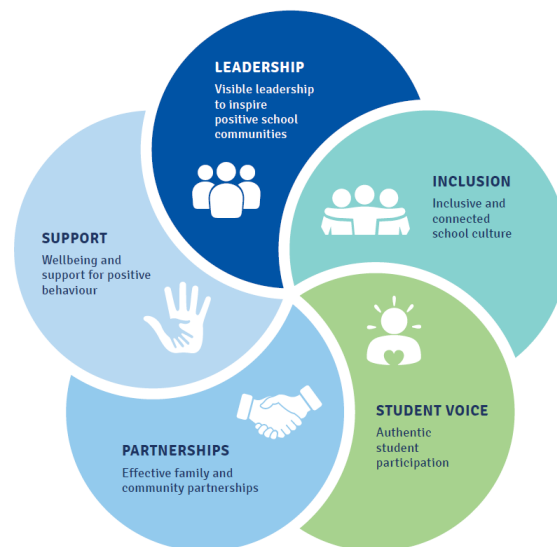 LEADERSHIP
Visible leadership
to inspire
positive school
communities
INCLUSION
Inclusive and
connected
school culture
STUDENT VOICE
Authentic
student
participation
PARTNERSHIPS
Effective family and
community partnerships
SUPPORT
Wellbeing and
support for positive
behaviour